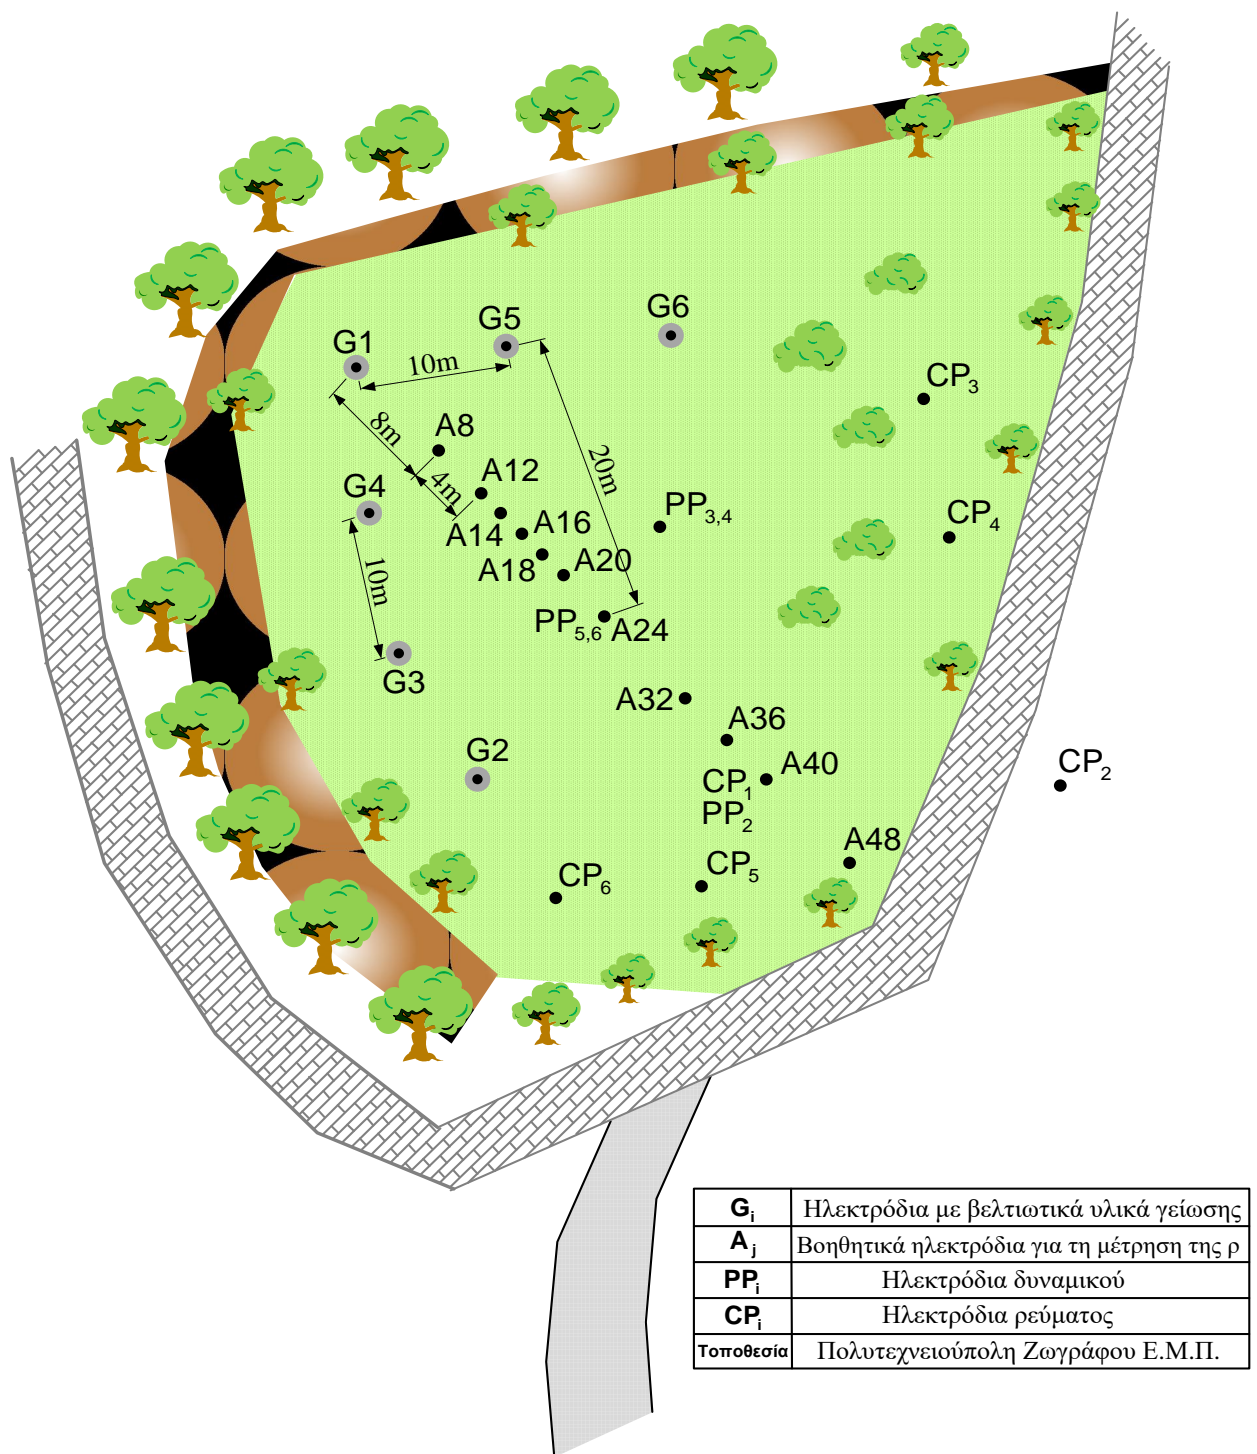 G6
G5
G1
10m
CP3
8m
A8
20m
A12
4m
G4
PP3,4
CP4
A14
A16
A18
A20
10m
PP5,6
A24
G3
A32
A36
G2
A40
CP2
CP1
PP2
A48
CP6
CP5
Gi Ηλεκτρόδια με βελτιωτικά υλικά γείωσης
Aj Βοηθητικά ηλεκτρόδια για τη μέτρηση της ρ
PPi Ηλεκτρόδια δυναμικού
CPi Ηλεκτρόδια ρεύματος
Τοποθεσία Πολυτεχνειούπολη Ζωγράφου Ε.Μ.Π.